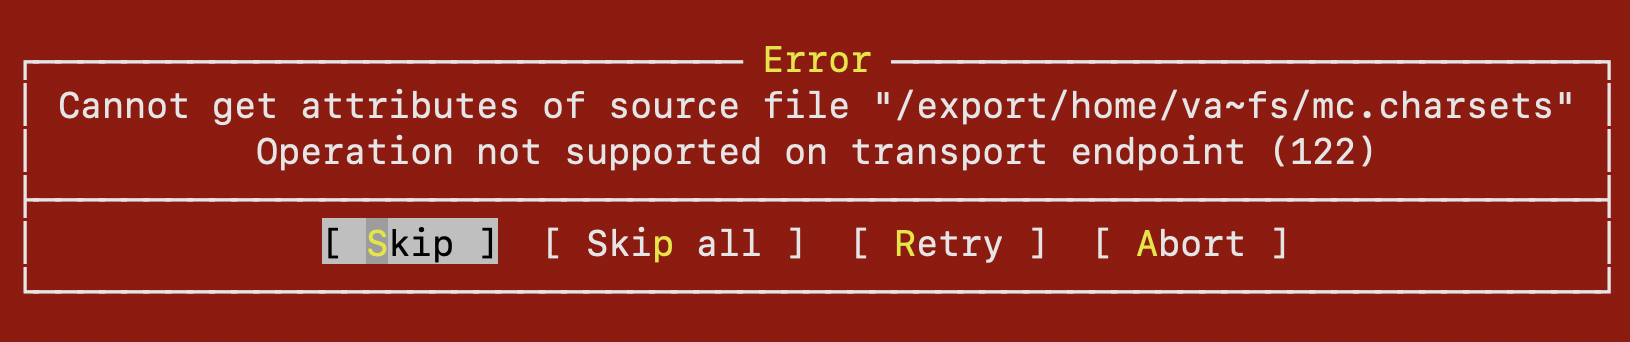 Error
Cannot get attributes of source file "/export/home/va~fs/mc.charsets"
Operation not supported on transport endpoint (122)
[ Skip ] [ Skip all ] [ Retry ] [ Abort ]